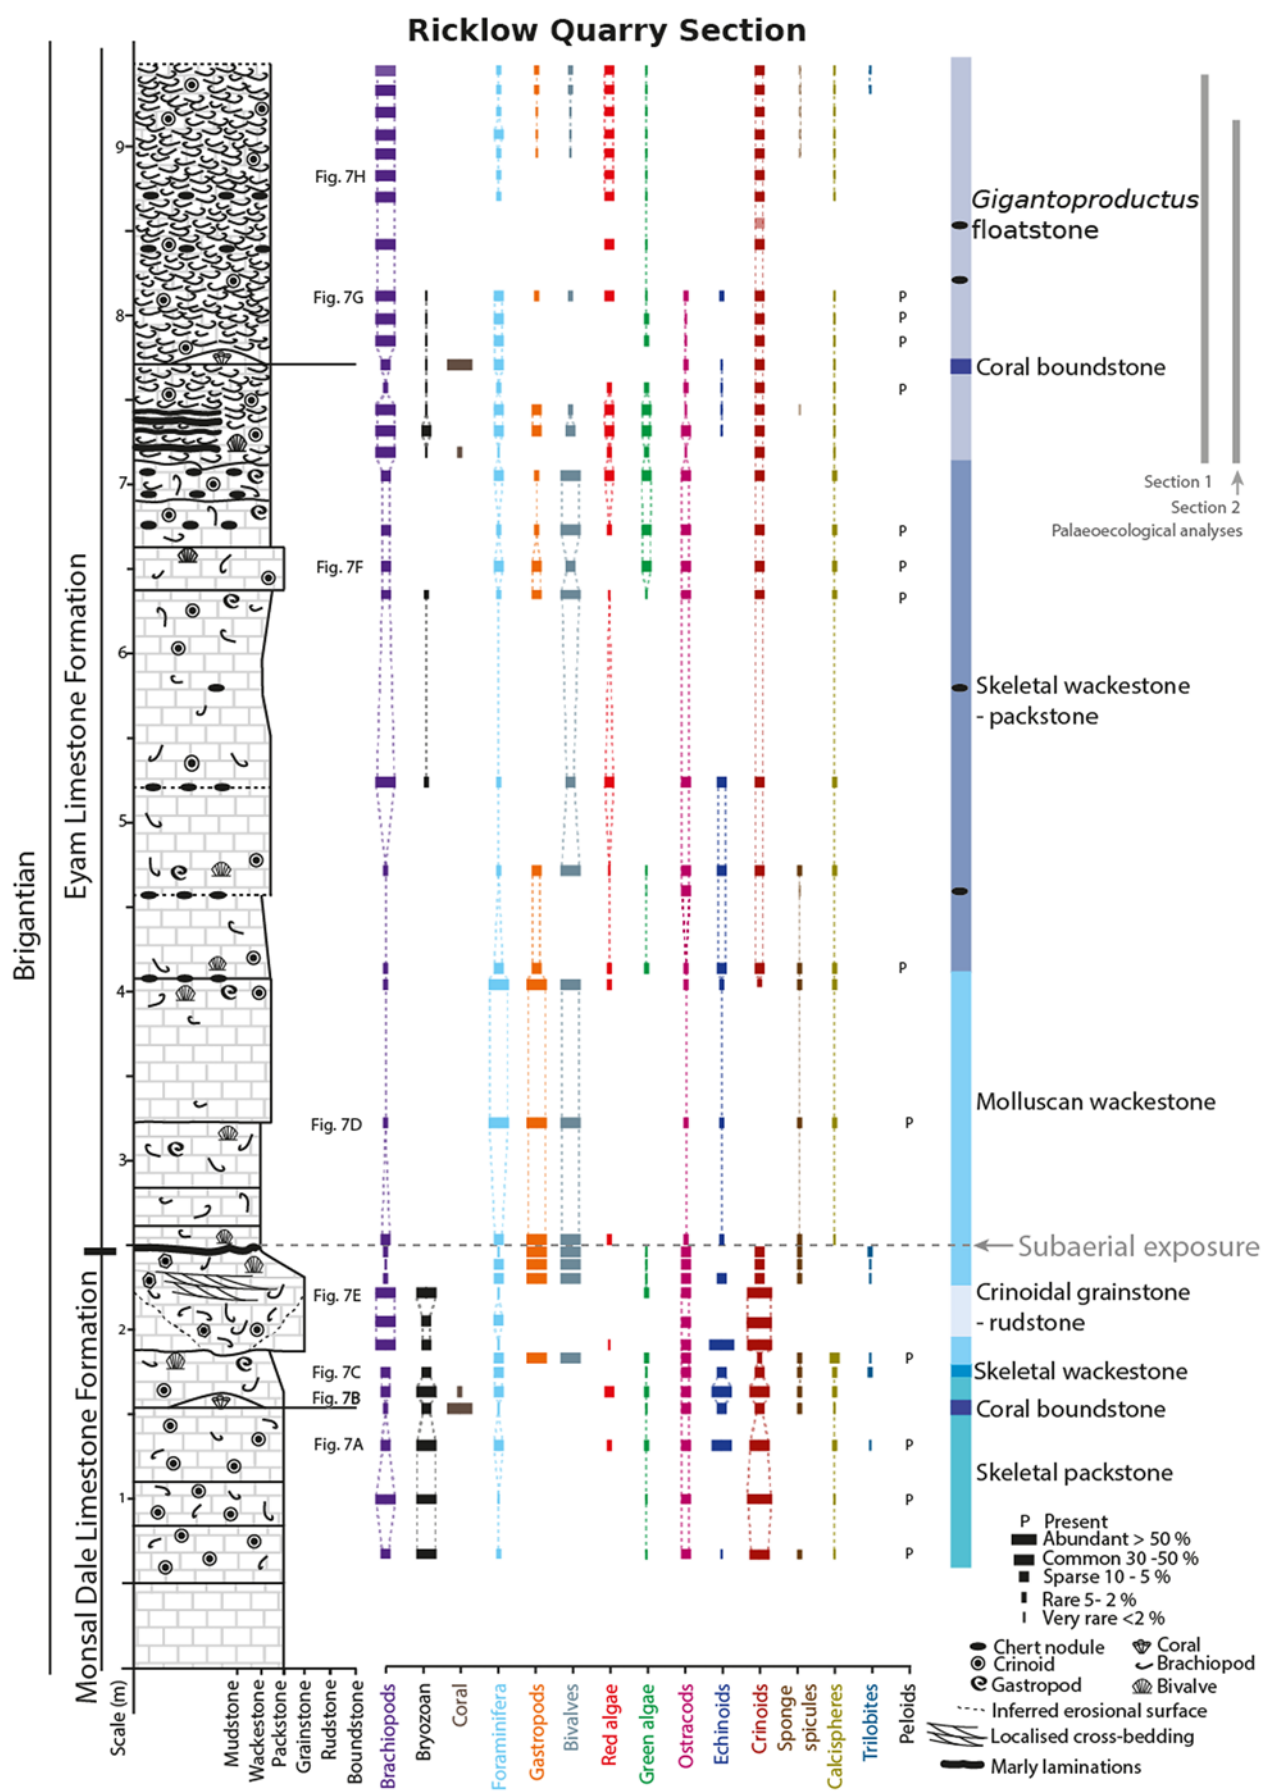 Ricklow Quarry Section
9
Fig. 7H
Gigantoproductus
floatstone
Fig. 7G
P
8
P
P
Coral boundstone
P
7
Section 1
Section 2
Palaeoecological analyses
P
Fig. 7F
P
P
6
Skeletal wackestone
- packstone
5
P
4
Molluscan wackestone
Fig. 7D
P
3
Subaerial exposure
Fig. 7E
Crinoidal grainstone
- rudstone
2
P
Fig. 7C
Skeletal wackestone
Fig. 7B
Coral boundstone
Fig. 7A
P
Skeletal packstone
1
P
P
Brigantian
Eyam Limestone Formation
Monsal Dale Limestone Formation
P Present
Abundant > 50 %
Common 30 -50 %
Sparse 10 - 5 %
Rare 5- 2 %
Very rare <2 %
Chert nodule
Coral
Crinoid
Brachiopod
Gastropod
Bivalve
Inferred erosional surface
Localised cross-bedding
Marly laminations
Scale (m)
Mudstone
Wackestone
Packstone
Grainstone
Rudstone
Boundstone
Brachiopods
Bryozoan
Coral
Foraminifera
Gastropods
Bivalves
Red algae
Green algae
Ostracods
Echinoids
Crinoids
Sponge
spicules
Calcispheres
Trilobites
Peloids